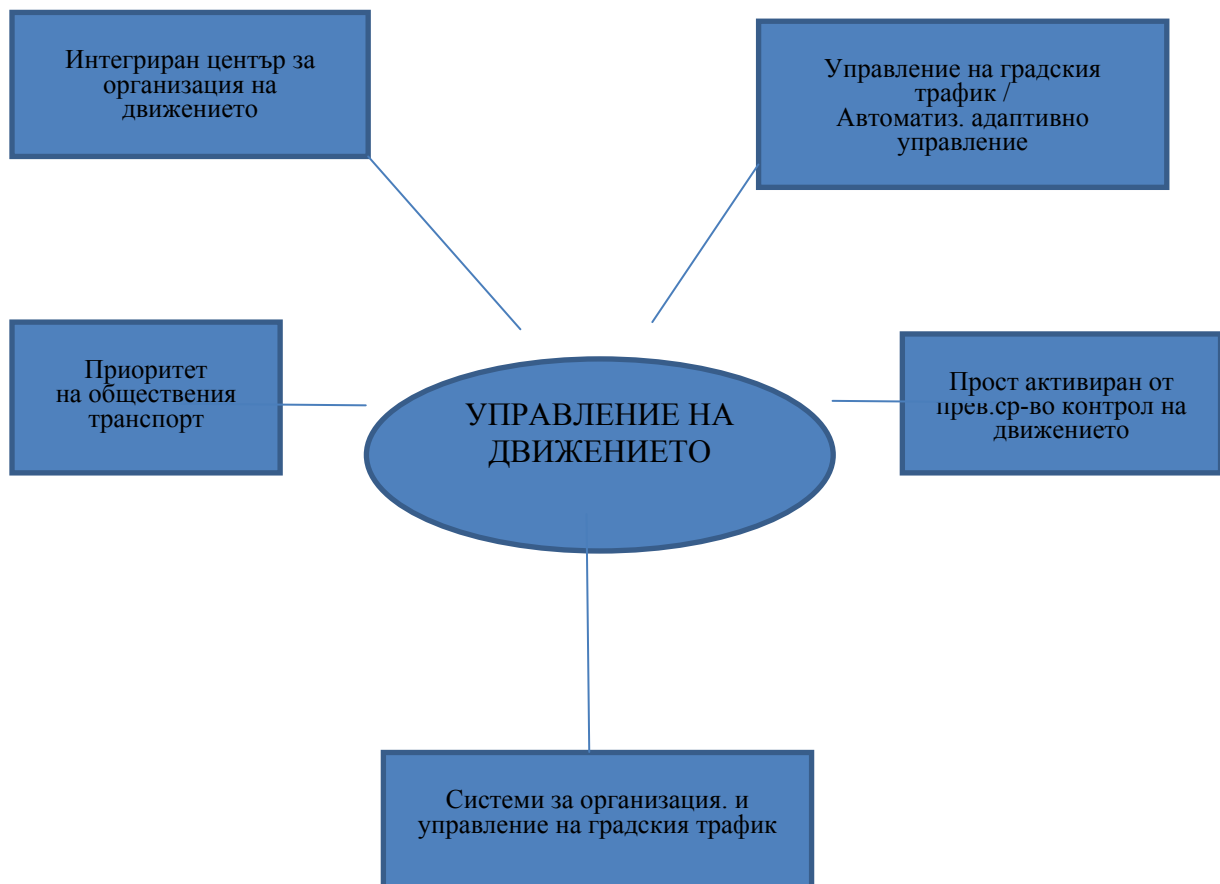 Интегриран център за
организация на
движението
Управление на градския
трафик /
Автоматиз. адаптивно
управление
Приоритет
на обществения
транспорт
УПРАВЛЕНИЕ НА
ДВИЖЕНИЕТО
Прост активиран от
прев.ср-во контрол на
движението
Системи за организация. и
управление на градския трафик